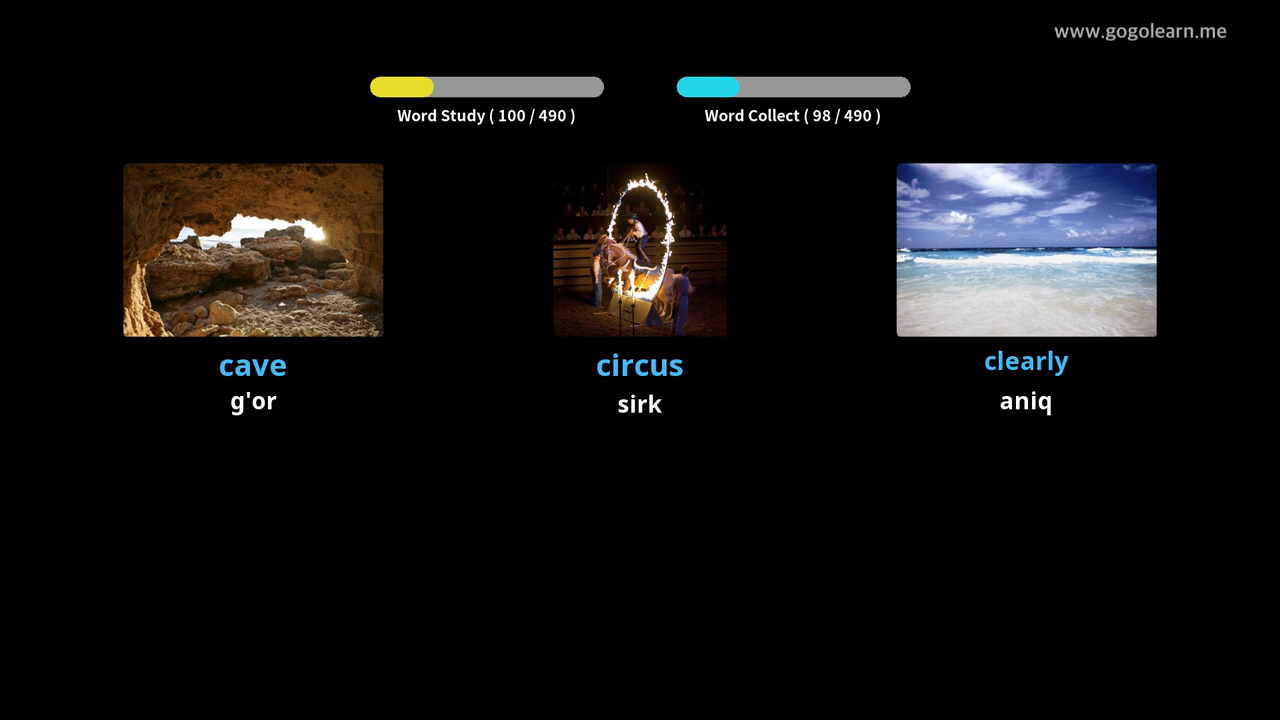 www.gogolearn.me
Word Study ( 100 / 490 )
Word Collect ( 98 / 490 )
cave
circus
clearly
g'or
sirk
aniq